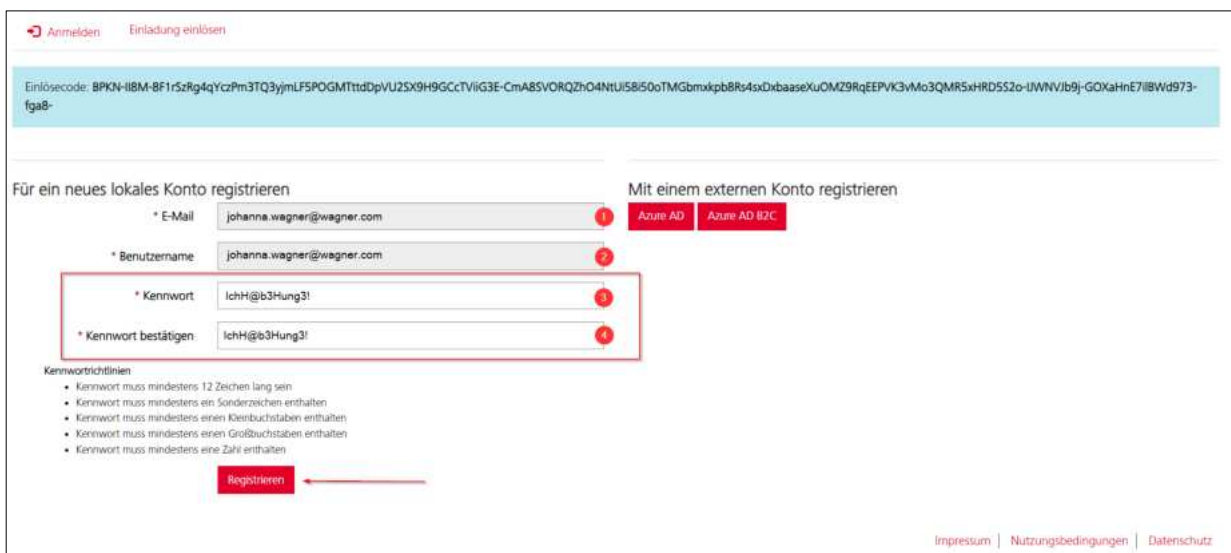 Anmelden Einladung einlösen
Einlösecode: BPKN-II8M-8F1rSzRg4qYczPm3TQ3yjmLF5POGMTttdDpVU2SX9H9GCcTViiG3E-CmA8SVORQZhO4NtUi58i50oTMGbmxkpbBRs4sxDxbaaseXuOMZ9RqEEPVK3vMo3QMR5xHRD5S2o-IJWNVJb9j-GOXaHnE7il8Wd973-
fga8-
Für ein neues lokales Konto registrieren
* E-Mail johanna.wagner@wagner.com 1
* Benutzername johanna.wagner@wagner.com 2
* Kennwort IchH@b3Hung3! 3
* Kennwort bestätigen IchH@b3Hung3! 4
Kennwortrichtlinien
• Kennwort muss mindestens 12 Zeichen lang sein
• Kennwort muss mindestens ein Sonderzeichen enthalten
• Kennwort muss mindestens einen Kleinbuchstaben enthalten
• Kennwort muss mindestens einen Großbuchstaben enthalten
• Kennwort muss mindestens eine Zahl enthalten
Registrieren
Mit einem externen Konto registrieren
Azure AD Azure AD B2C
Impressum | Nutzungsbedingungen | Datenschutz